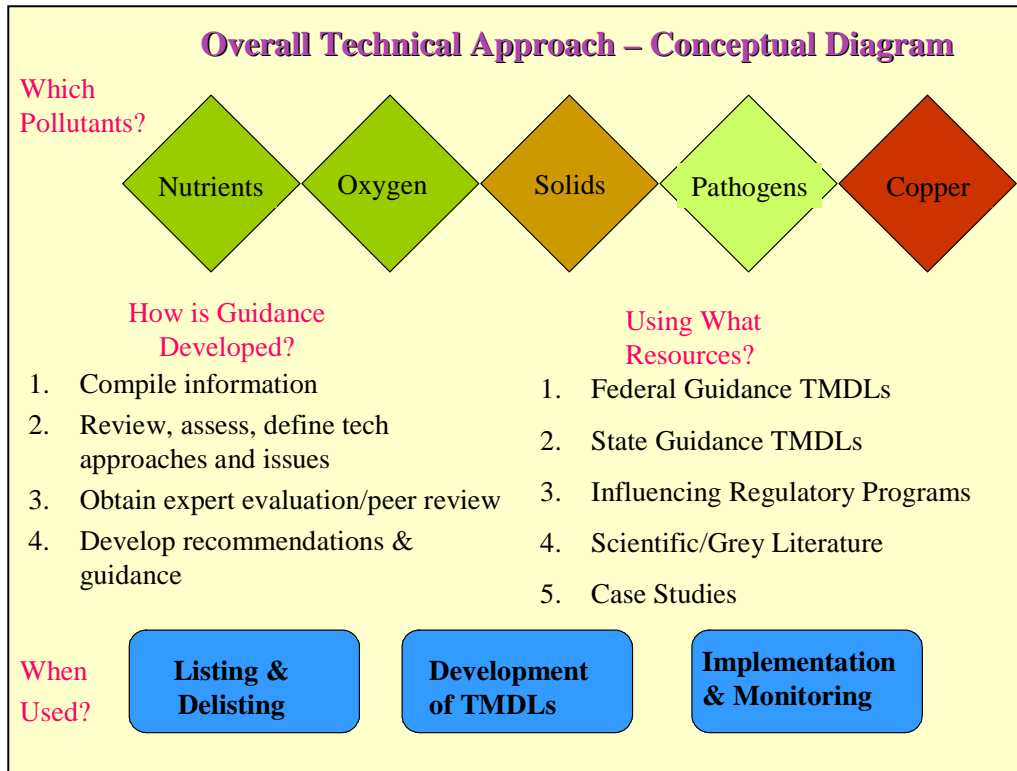 Overall Technical Approach – Conceptual Diagram
Which
Pollutants?
Nutrients
Oxygen
Solids
Pathogens
Copper
How is Guidance
Developed?
1. Compile information
2. Review, assess, define tech
approaches and issues
3. Obtain expert evaluation/peer review
4. Develop recommendations &
guidance
Using What
Resources?
1. Federal Guidance TMDLs
2. State Guidance TMDLs
3. Influencing Regulatory Programs
4. Scientific/Grey Literature
5. Case Studies
When
Used?
Listing &
Delisting
Development
of TMDLs
Implementation
& Monitoring